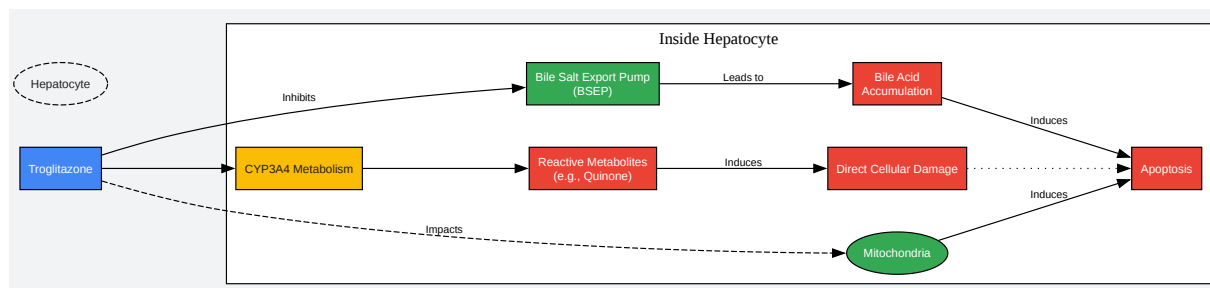 Inside Hepatocyte
Hepatocyte
Bile Salt Export Pump
(BSEP)
Leads to
Bile Acid
Accumulation
Inhibits
Induces
Troglitazone
CYP3A4 Metabolism
Reactive Metabolites
(e.g., Quinone)
Induces
Direct Cellular Damage
Apoptosis
Induces
Impacts
Mitochondria